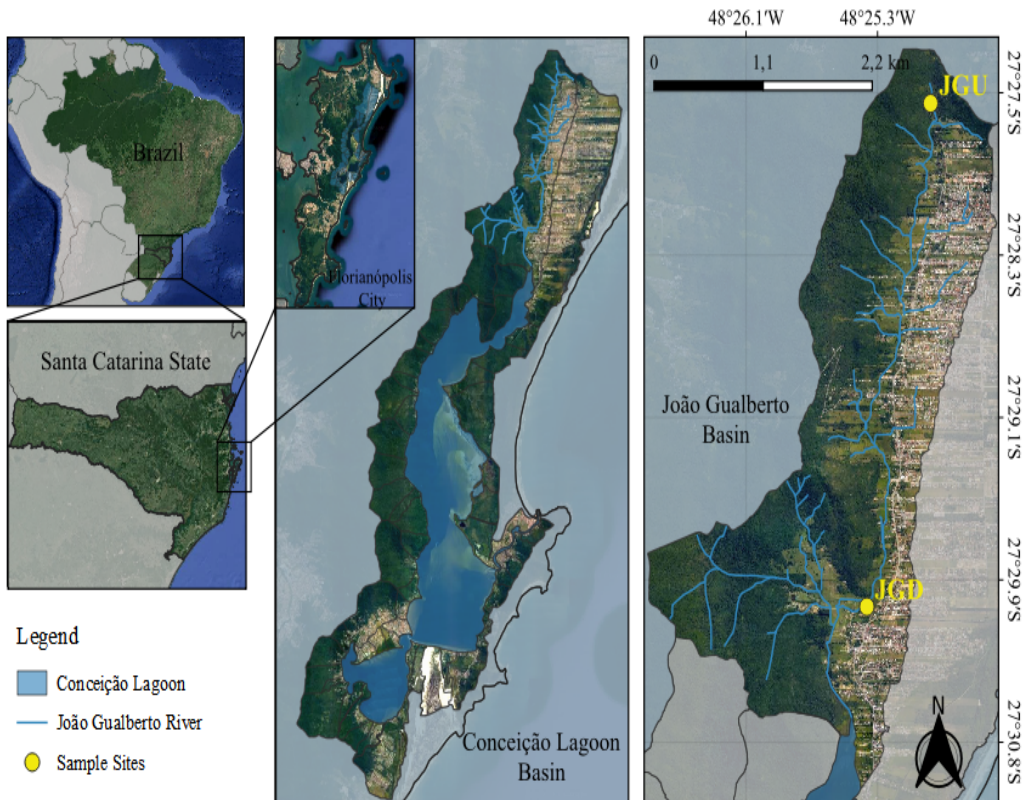 Brazil
Santa Catarina State
Florianópolis
City
Legend
Conceição Lagoon
João Gualberto River
Sample Sites
Conceição Lagoon
Basin
48°26.1'W 48°25.3'W
0 1,1 2,2 km
JGU
João Gualberto
Basin
JGD
N
27°27.5'S
27°28.3'S
27°29.1'S
27°29.9'S
27°30.8'S